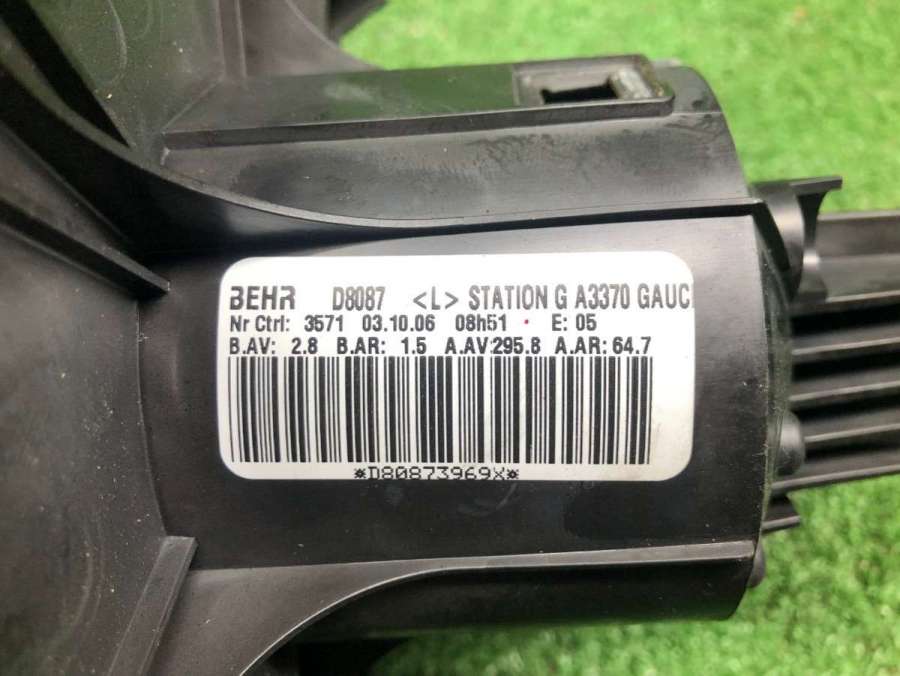 BEHR D8087 <L> STATION G A3370 GAUC
Nr Ctrl: 3571 03.10.06 08h51 E: 05
B.AV: 2.8 B.AR: 1.5 A.AV:295.8 A.AR: 64.7
*D80873969X*